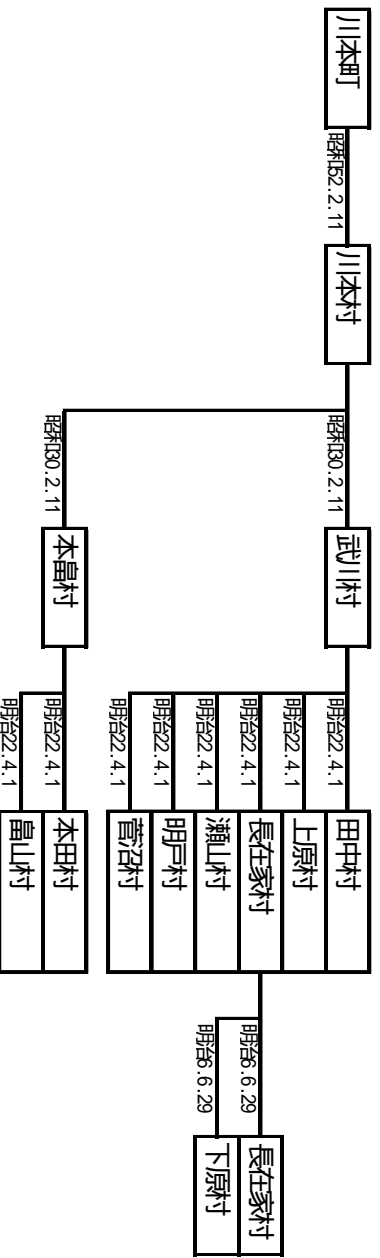 川本町
昭和52.2.11
川本村
昭和30.2.11
武川村
明治22.4.1
田中村
明治22.4.1
上原村
明治22.4.1
長在家村
明治6.6.29
長在家村
明治6.6.29
下原村
明治22.4.1
瀬山村
明治22.4.1
明戸村
明治22.4.1
菅沼村
昭和30.2.11
本畠村
明治22.4.1
本田村
明治22.4.1
畠山村